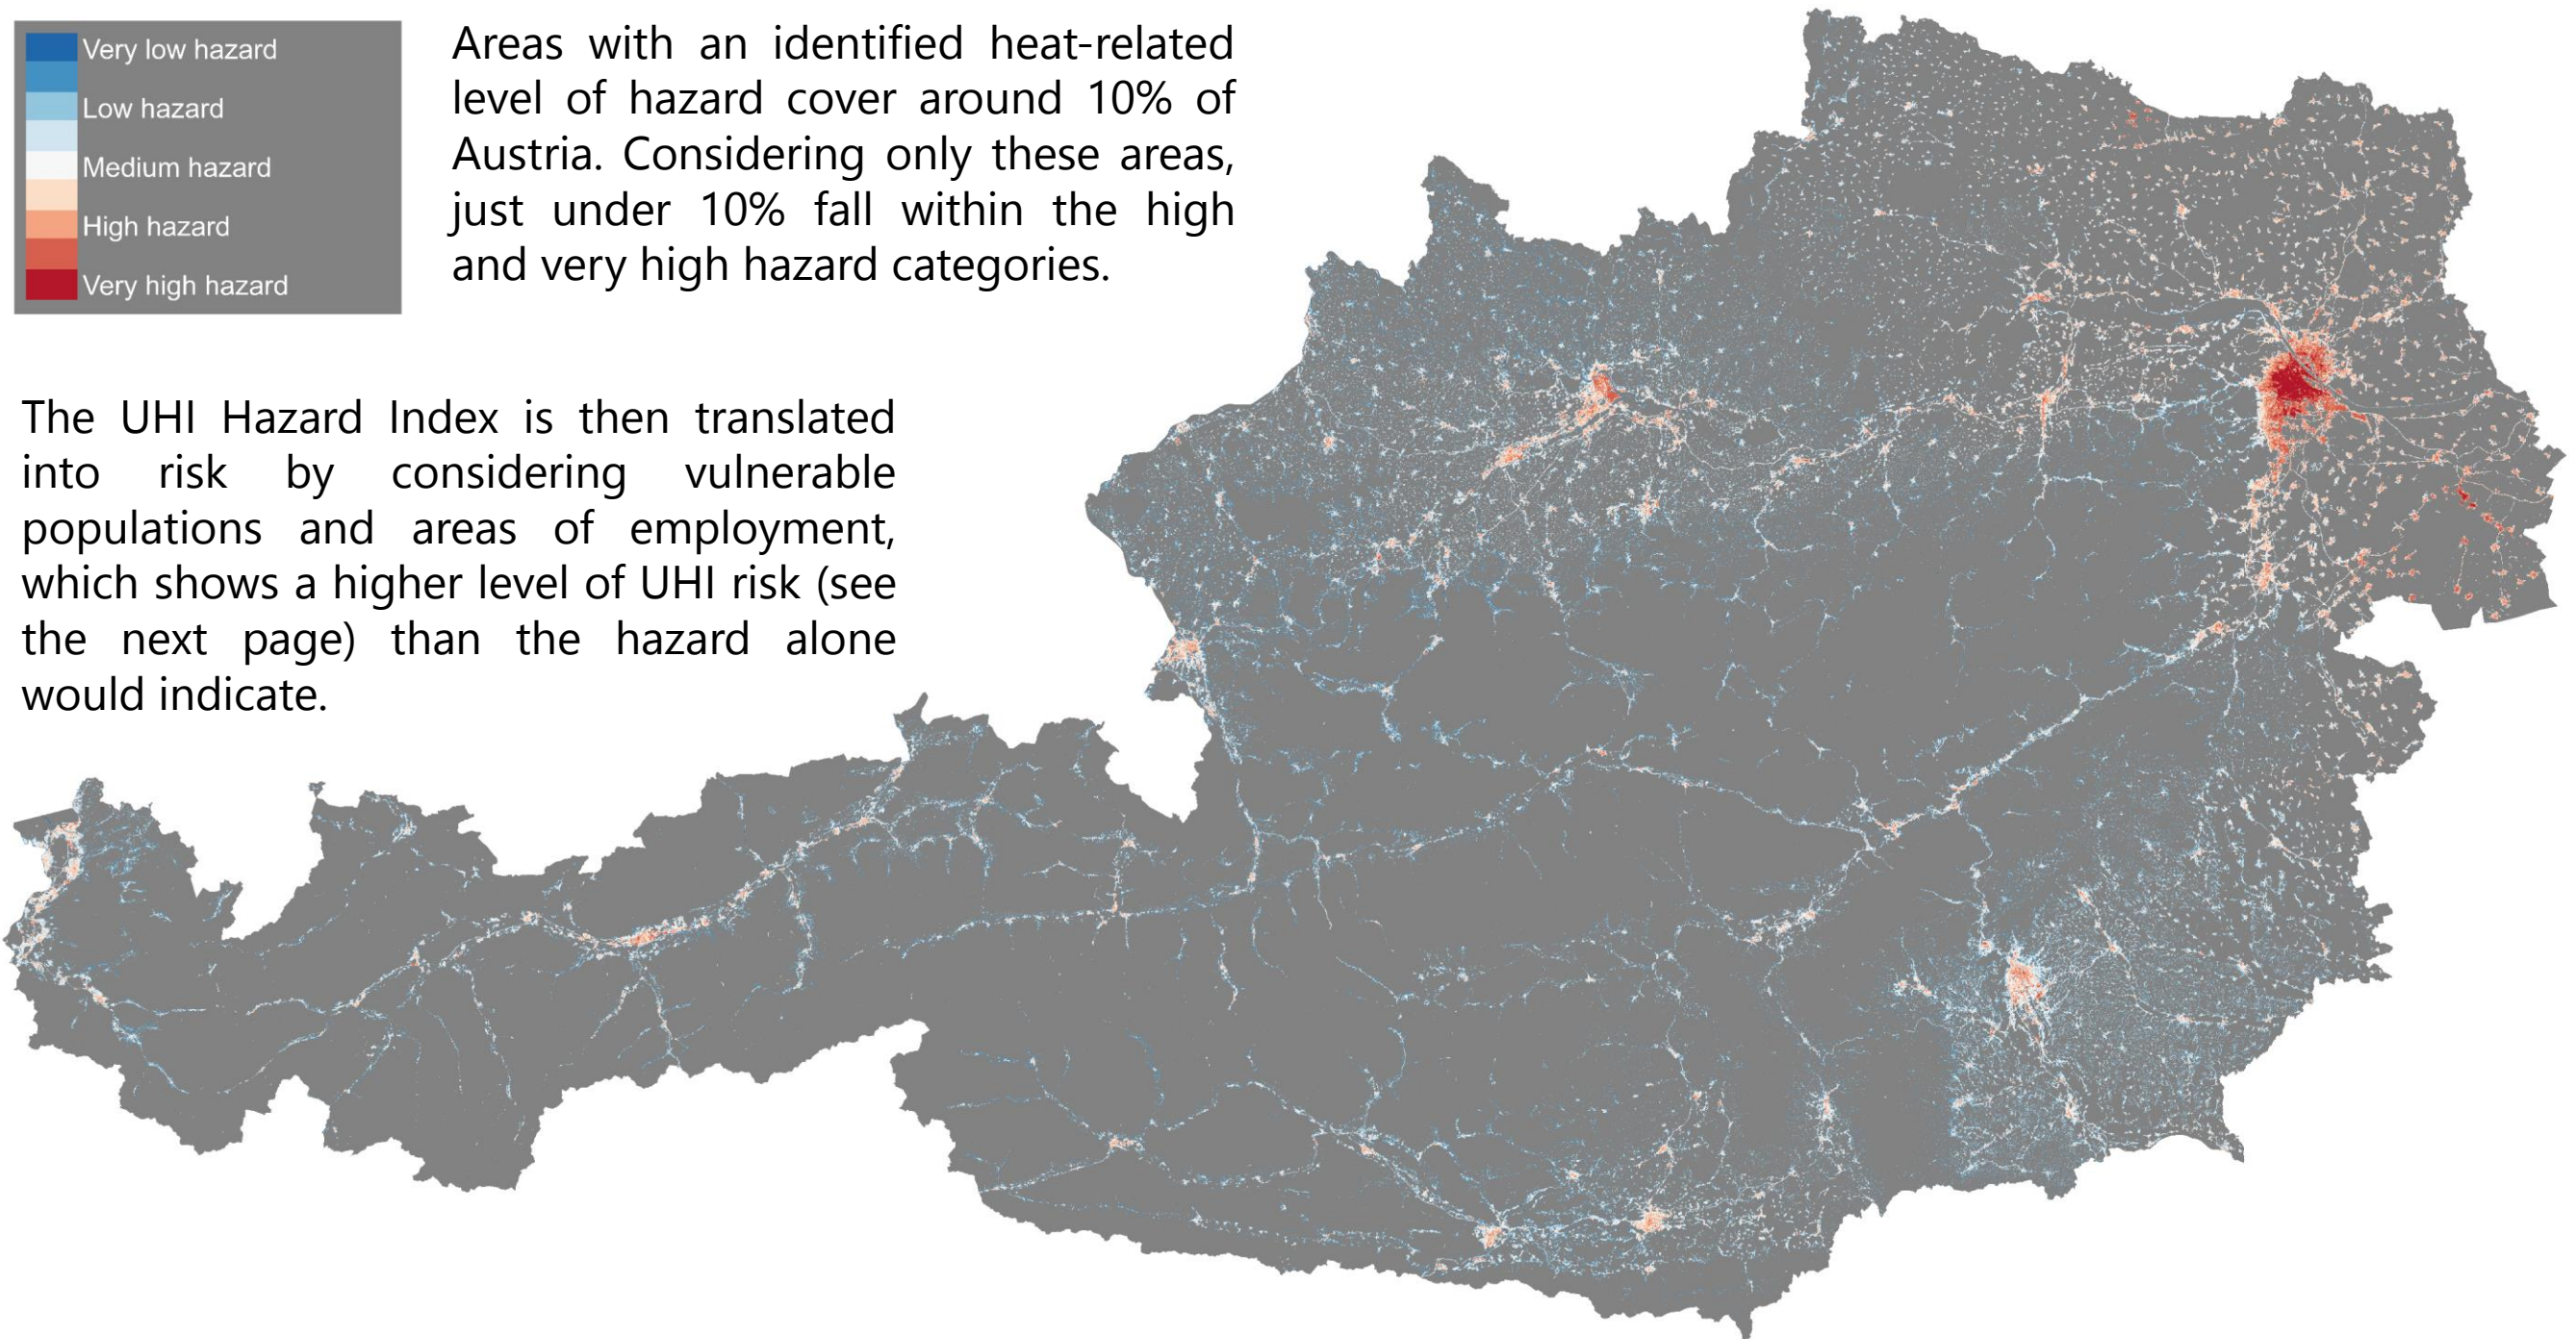 Very low hazard
Low hazard
Medium hazard
High hazard
Very high hazard
Areas with an identified heat-related
level of hazard cover around 10% of
Austria. Considering only these areas,
just under 10% fall within the high
and very high hazard categories.
The UHI Hazard Index is then translated
into risk by considering vulnerable
populations and areas of employment,
which shows a higher level of UHI risk (see
the next page) than the hazard alone
would indicate.